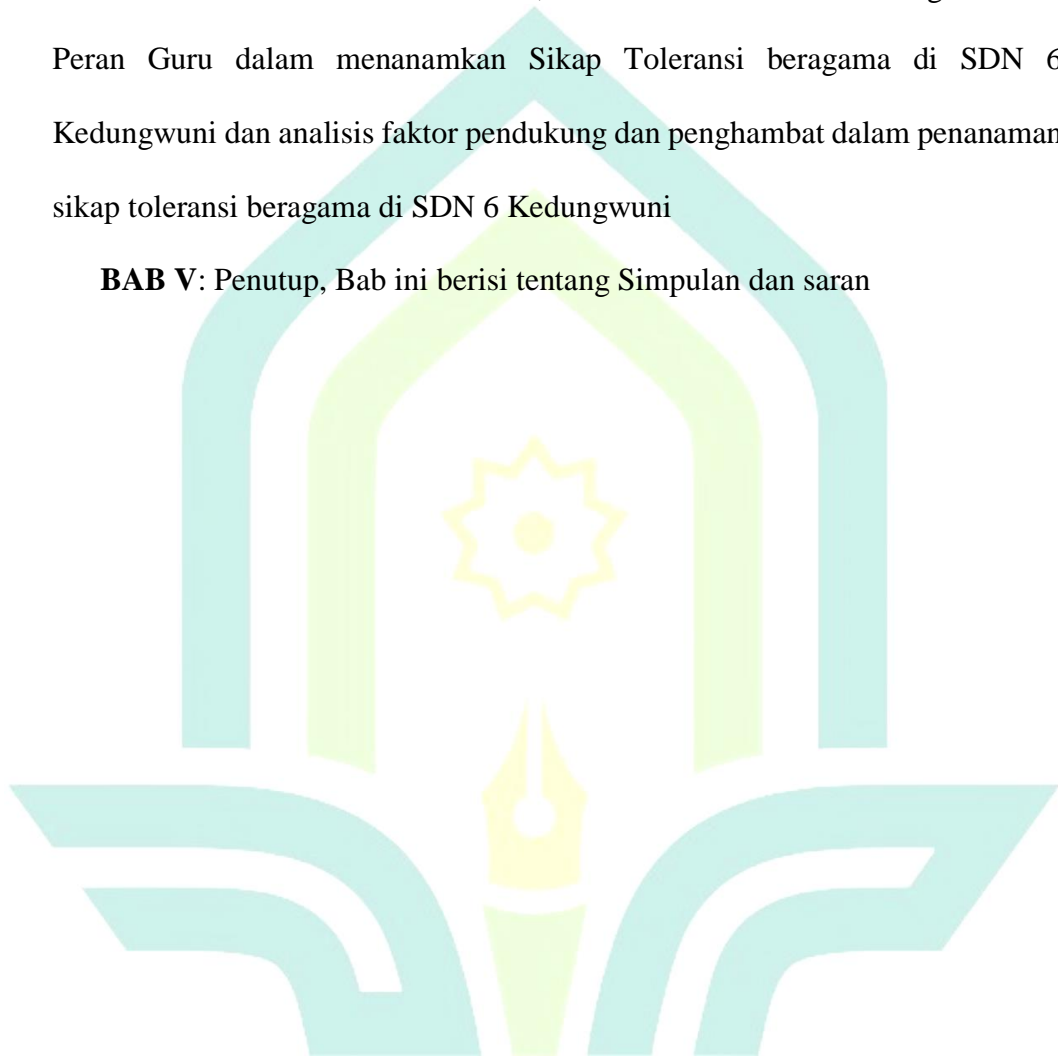 Peran Guru dalam menanamkan Sikap Toleransi beragama di SDN 6
Kedungwuni dan analisis faktor pendukung dan penghambat dalam penanaman
sikap toleransi beragama di SDN 6 Kedungwuni
BAB V: Penutup, Bab ini berisi tentang Simpulan dan saran